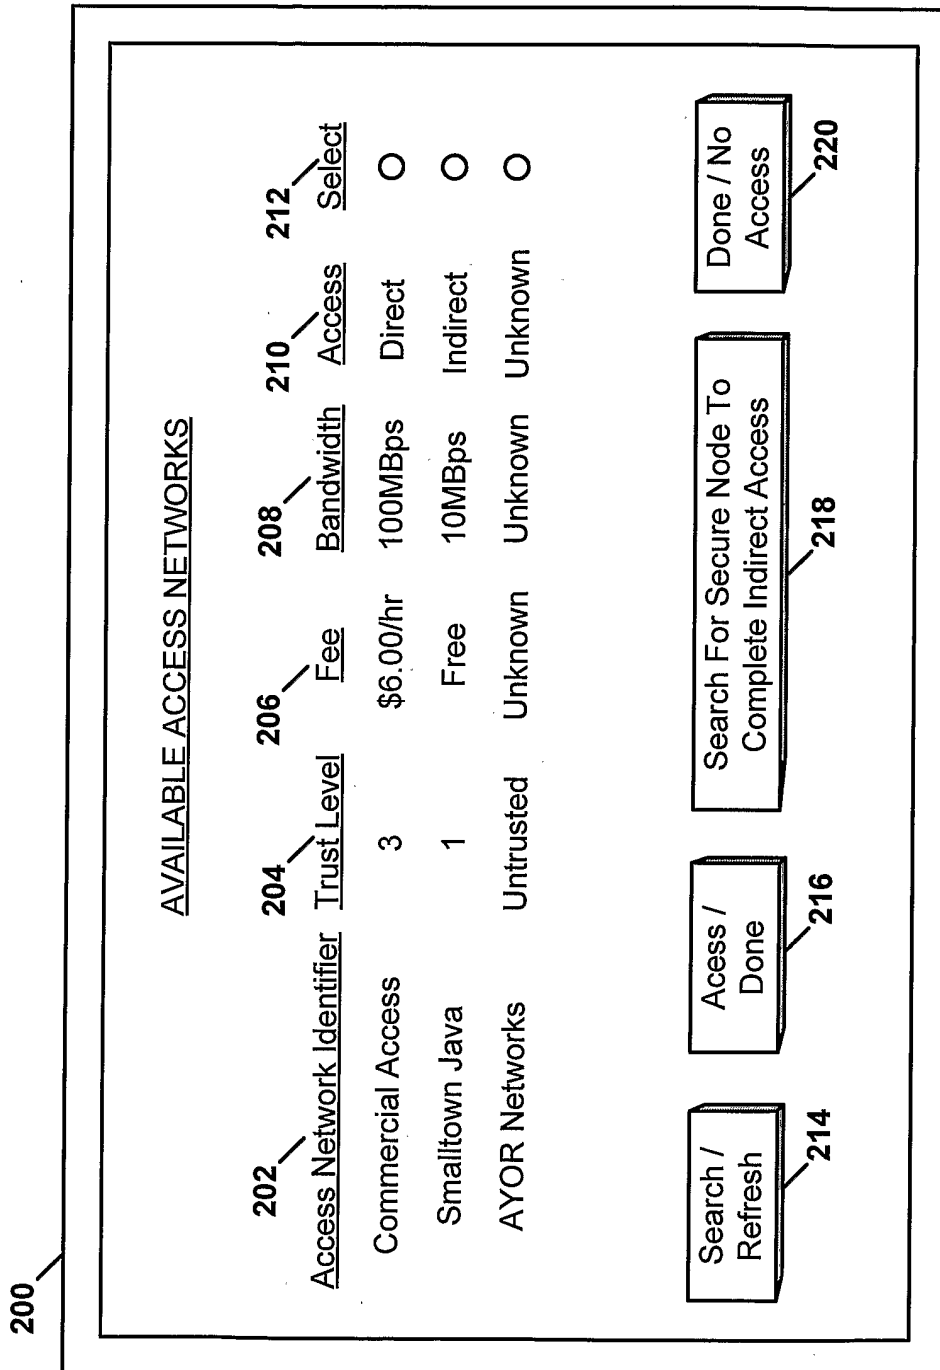 200
AVAILABLE ACCESS NETWORKS
202 204 206 208 210 212
Access Network Identifier Trust Level Fee Bandwidth Access Select
Commercial Access 3 $6.00/hr 100MBps Direct
Smalltown Java 1 Free 10MBps Indirect
AYOR Networks Untrusted Unknown Unknown Unknown
Search / Refresh
Acess / Done
Search For Secure Node To
Complete Indirect Access
Done / No
Access
214 216 218 220